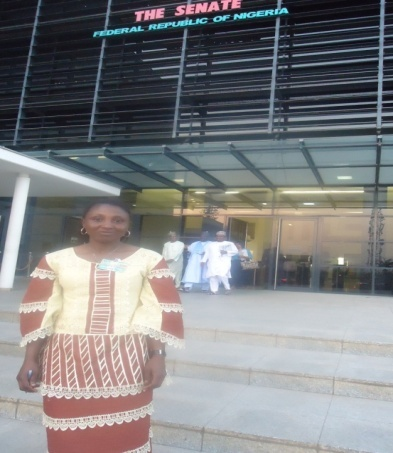 THE SENATE
FEDERAL REPUBLIC OF NIGERIA